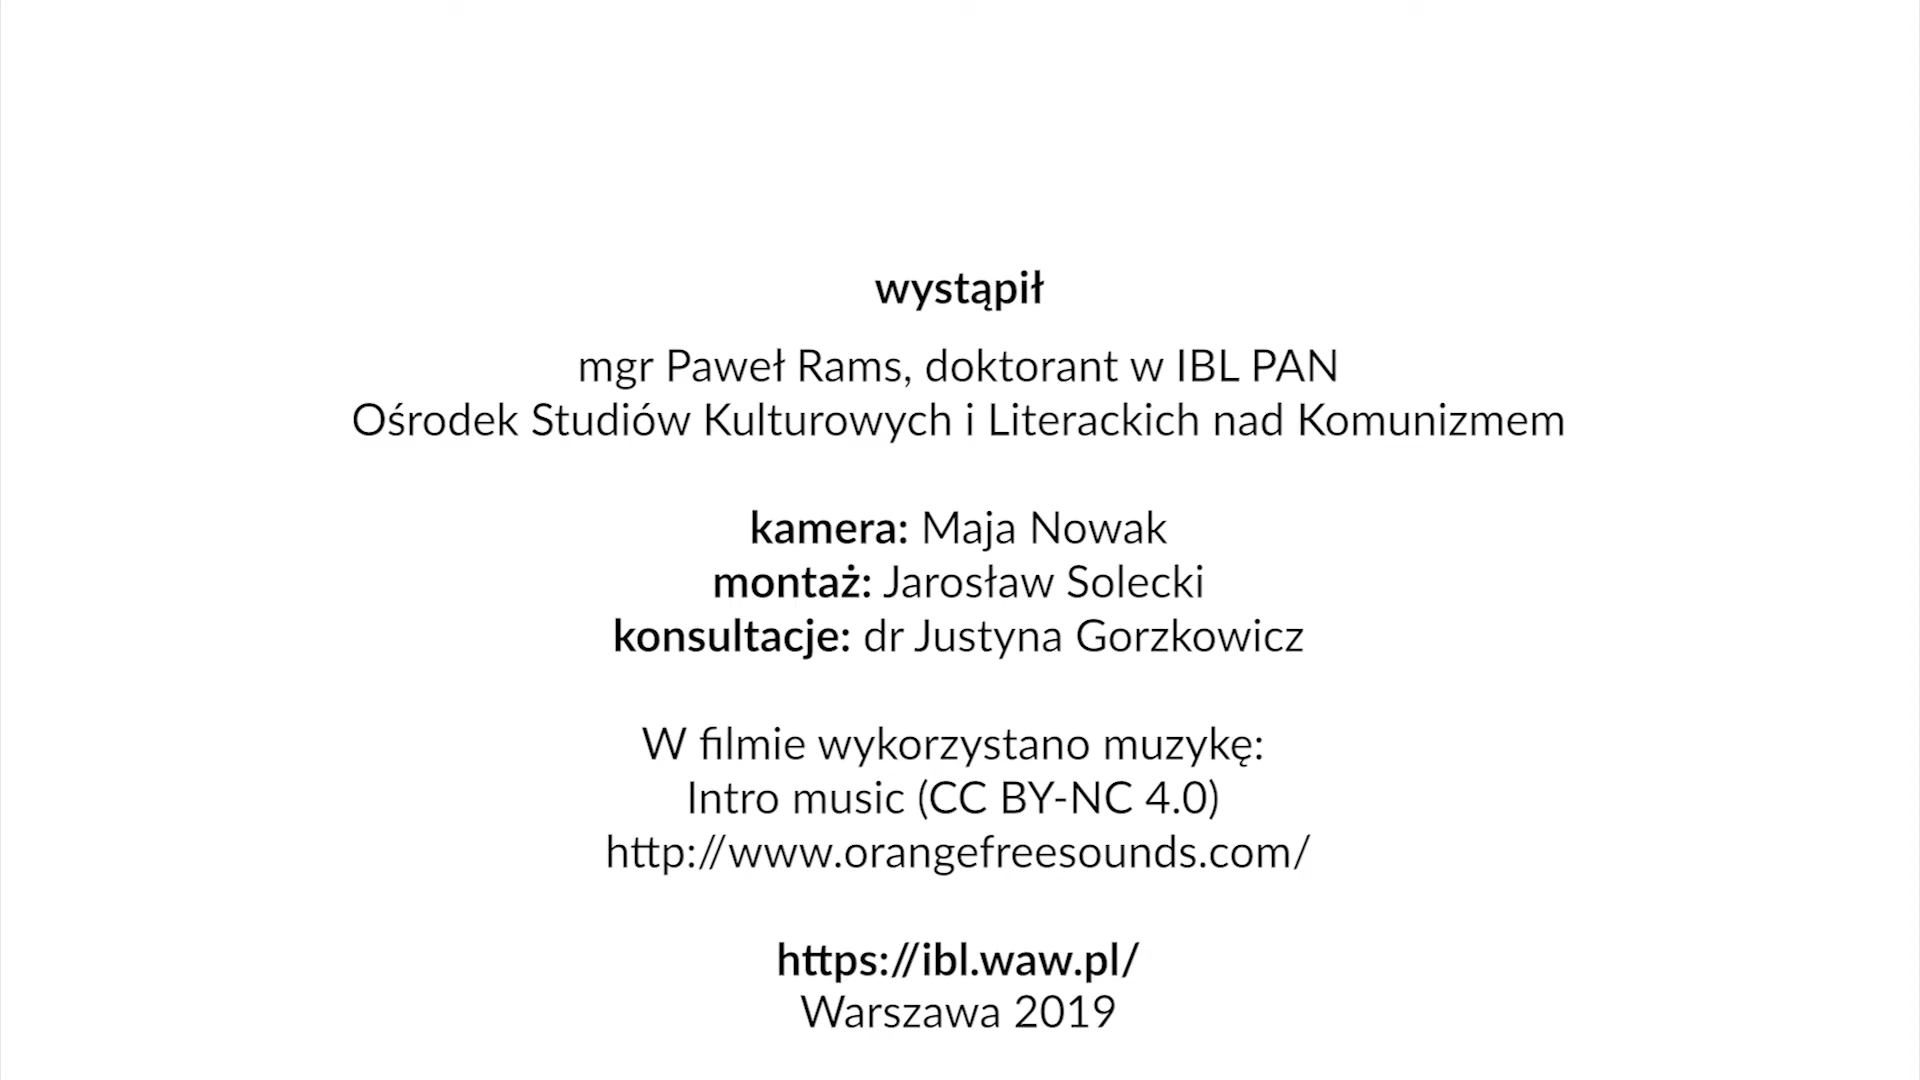 wystąpił
mgr Paweł Rams, doktorant w IBL PAN
Ośrodek Studiów Kulturowych i Literackich nad Komunizmem
kamera: Maja Nowak
montaż: Jarosław Solecki
konsultacje: dr Justyna Gorzkowicz
W filmie wykorzystano muzykę:
Intro music (CC BY-NC 4.0)
http://www.orangefreesounds.com/
https://ibl.waw.pl/
Warszawa 2019